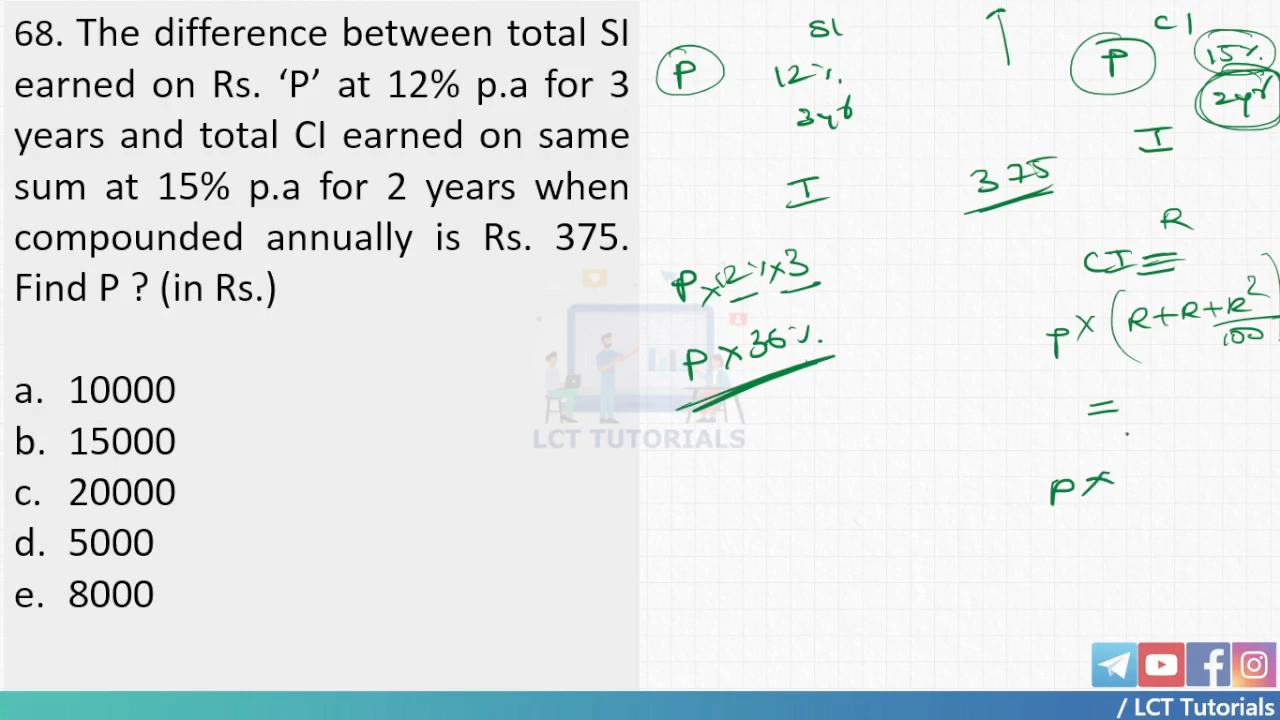 68. The difference between total SI
earned on Rs. ‘P’ at 12% p.a for 3
years and total CI earned on same
sum at 15% p.a for 2 years when
compounded annually is Rs. 375.
Find P ? (in Rs.)
a. 10000
b. 15000
c. 20000
d. 5000
e. 8000
SI
P 12%.
3yr
I
P×12%×3
P×36%.
375
CI
P 15%.
2yr
I
R
CI
P×(R+R+R²/100)
=
P×
LCT TUTORIALS
/ LCT Tutorials